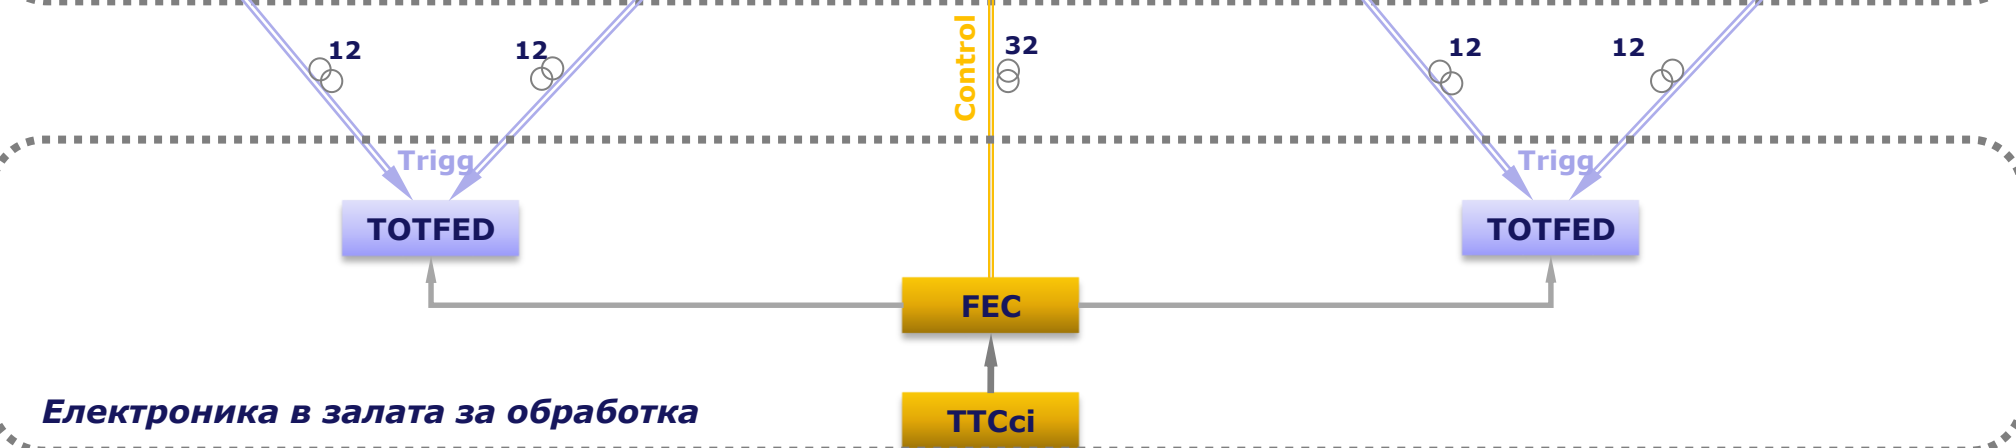 12
12
Control
32
12
12
Trigg
Trigg
TOTFED
TOTFED
FEC
Електроника в залата за обработка
TTCci